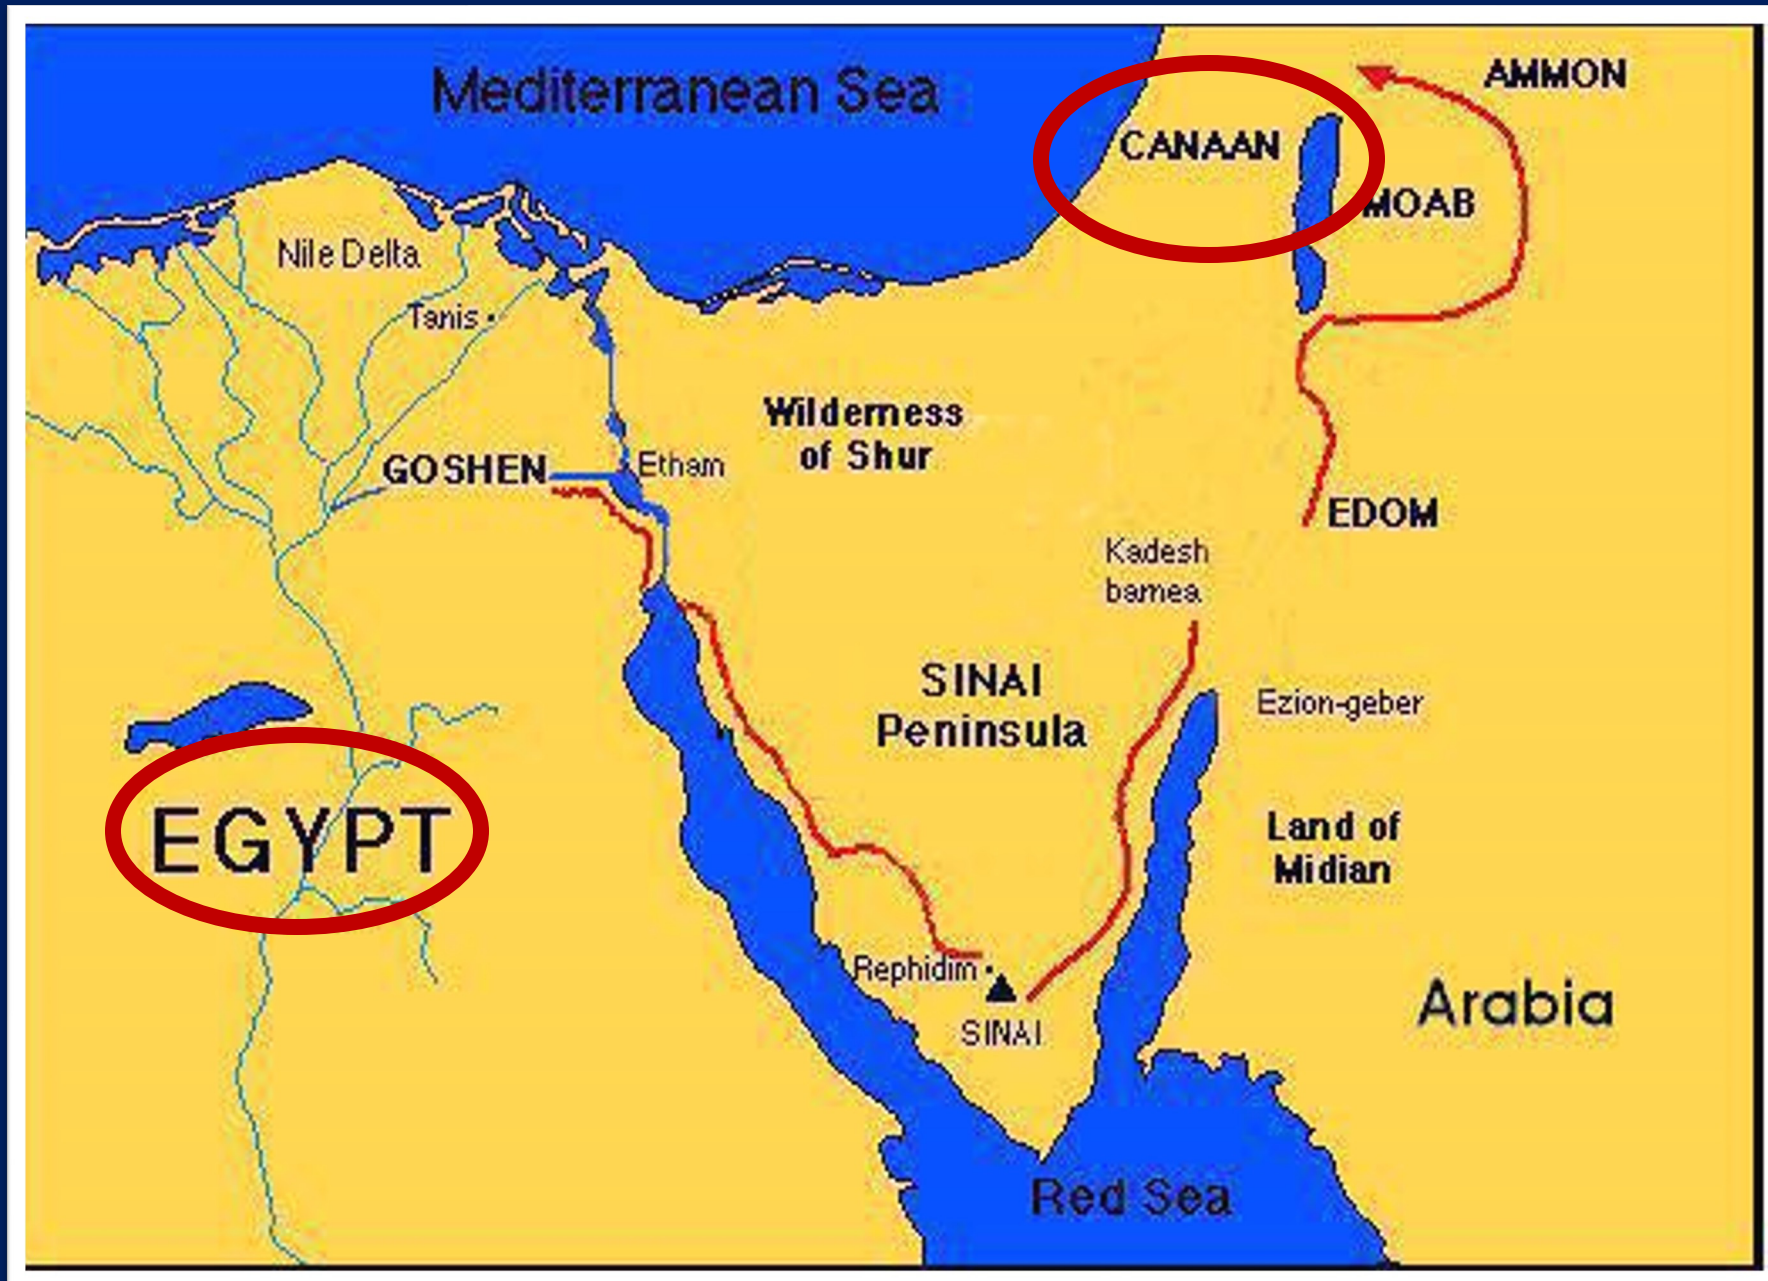 Mediterranean Sea
AMMON
CANAAN
MOAB
Nile Delta
Tanis
Wilderness
of Shur
GOSHEN
Etham
EDOM
Kadesh
barnea
SINAI
Peninsula
Ezion-geber
EGYPT
Land of
Midian
Rephidim
Arabia
SINAI
Red Sea